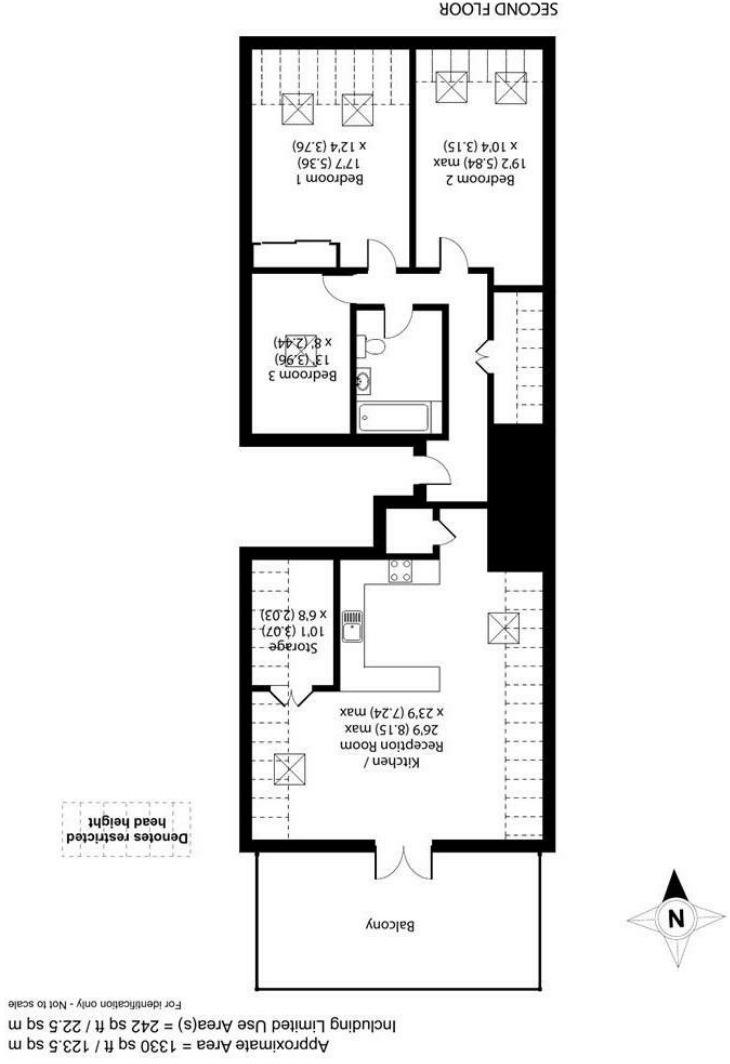 Approximate Area = 1330 sq ft / 123.5 sq m
Including Limited Use Area(s) = 242 sq ft / 22.5 sq m
For identification only - Not to scale
N
Balcony
Denotes restricted
head height
Kitchen /
Reception Room
26'9 (8.15) max
x 23'9 (7.24) max
Storage
10'1 (3.07)
x 6'8 (2.03)
Bedroom 3
13' (3.96)
x 8' (2.44)
Bedroom 2
19'2 (5.84) max
x 10'4 (3.15)
Bedroom 1
17'7 (5.36)
x 12'4 (3.76)
SECOND FLOOR